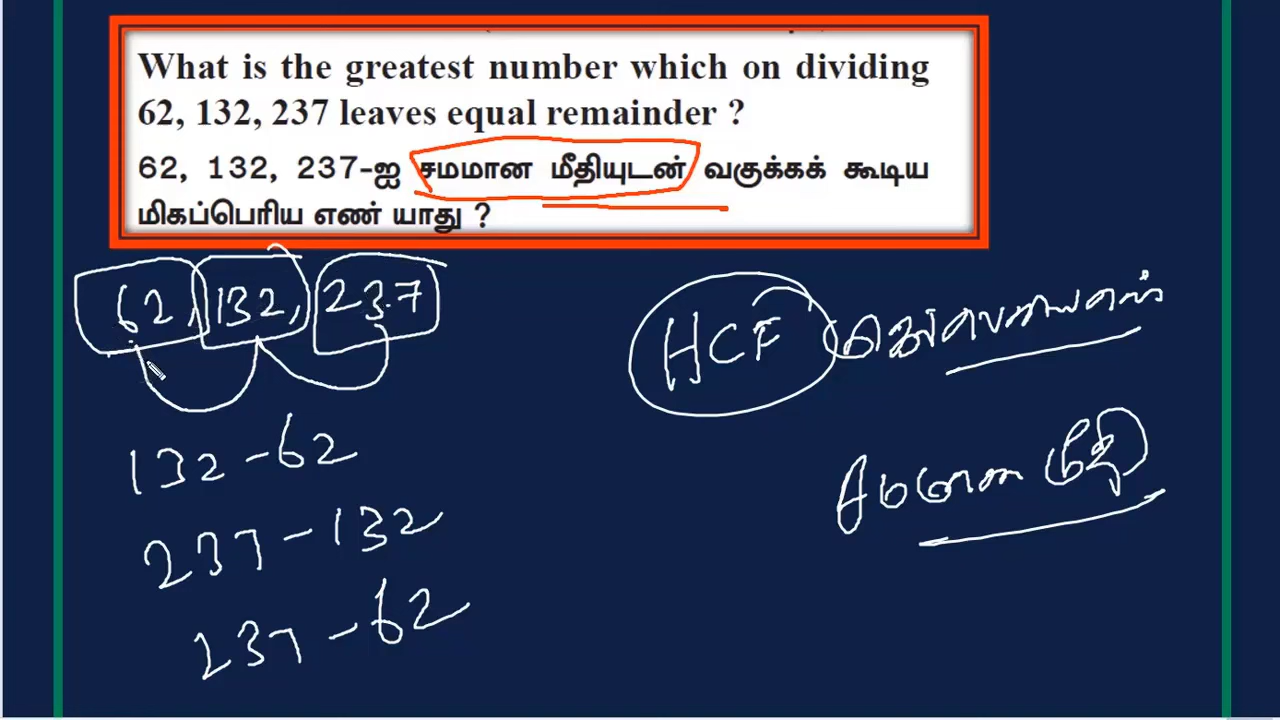 What is the greatest number which on dividing
62, 132, 237 leaves equal remainder ?
62, 132, 237-ஐ சமமான மீதியுடன் வகுக்கக் கூடிய
மிகப்பெரிய எண் யாது ?
62, 132, 237
HCF
132 - 62
237 - 132
237 - 62